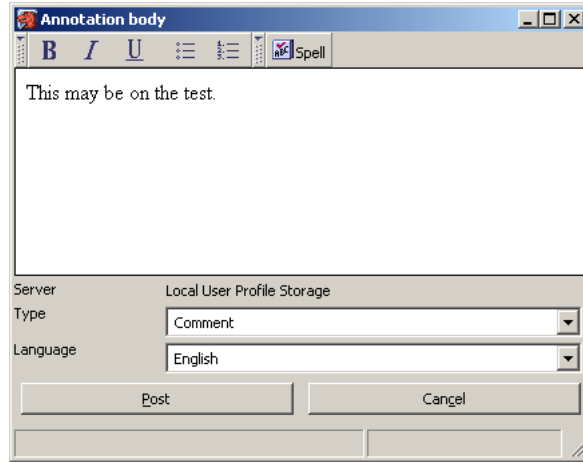 Annotation body
B I U Spell
This may be on the test.
Server Local User Profile Storage
Type Comment
Language English
Post Cancel